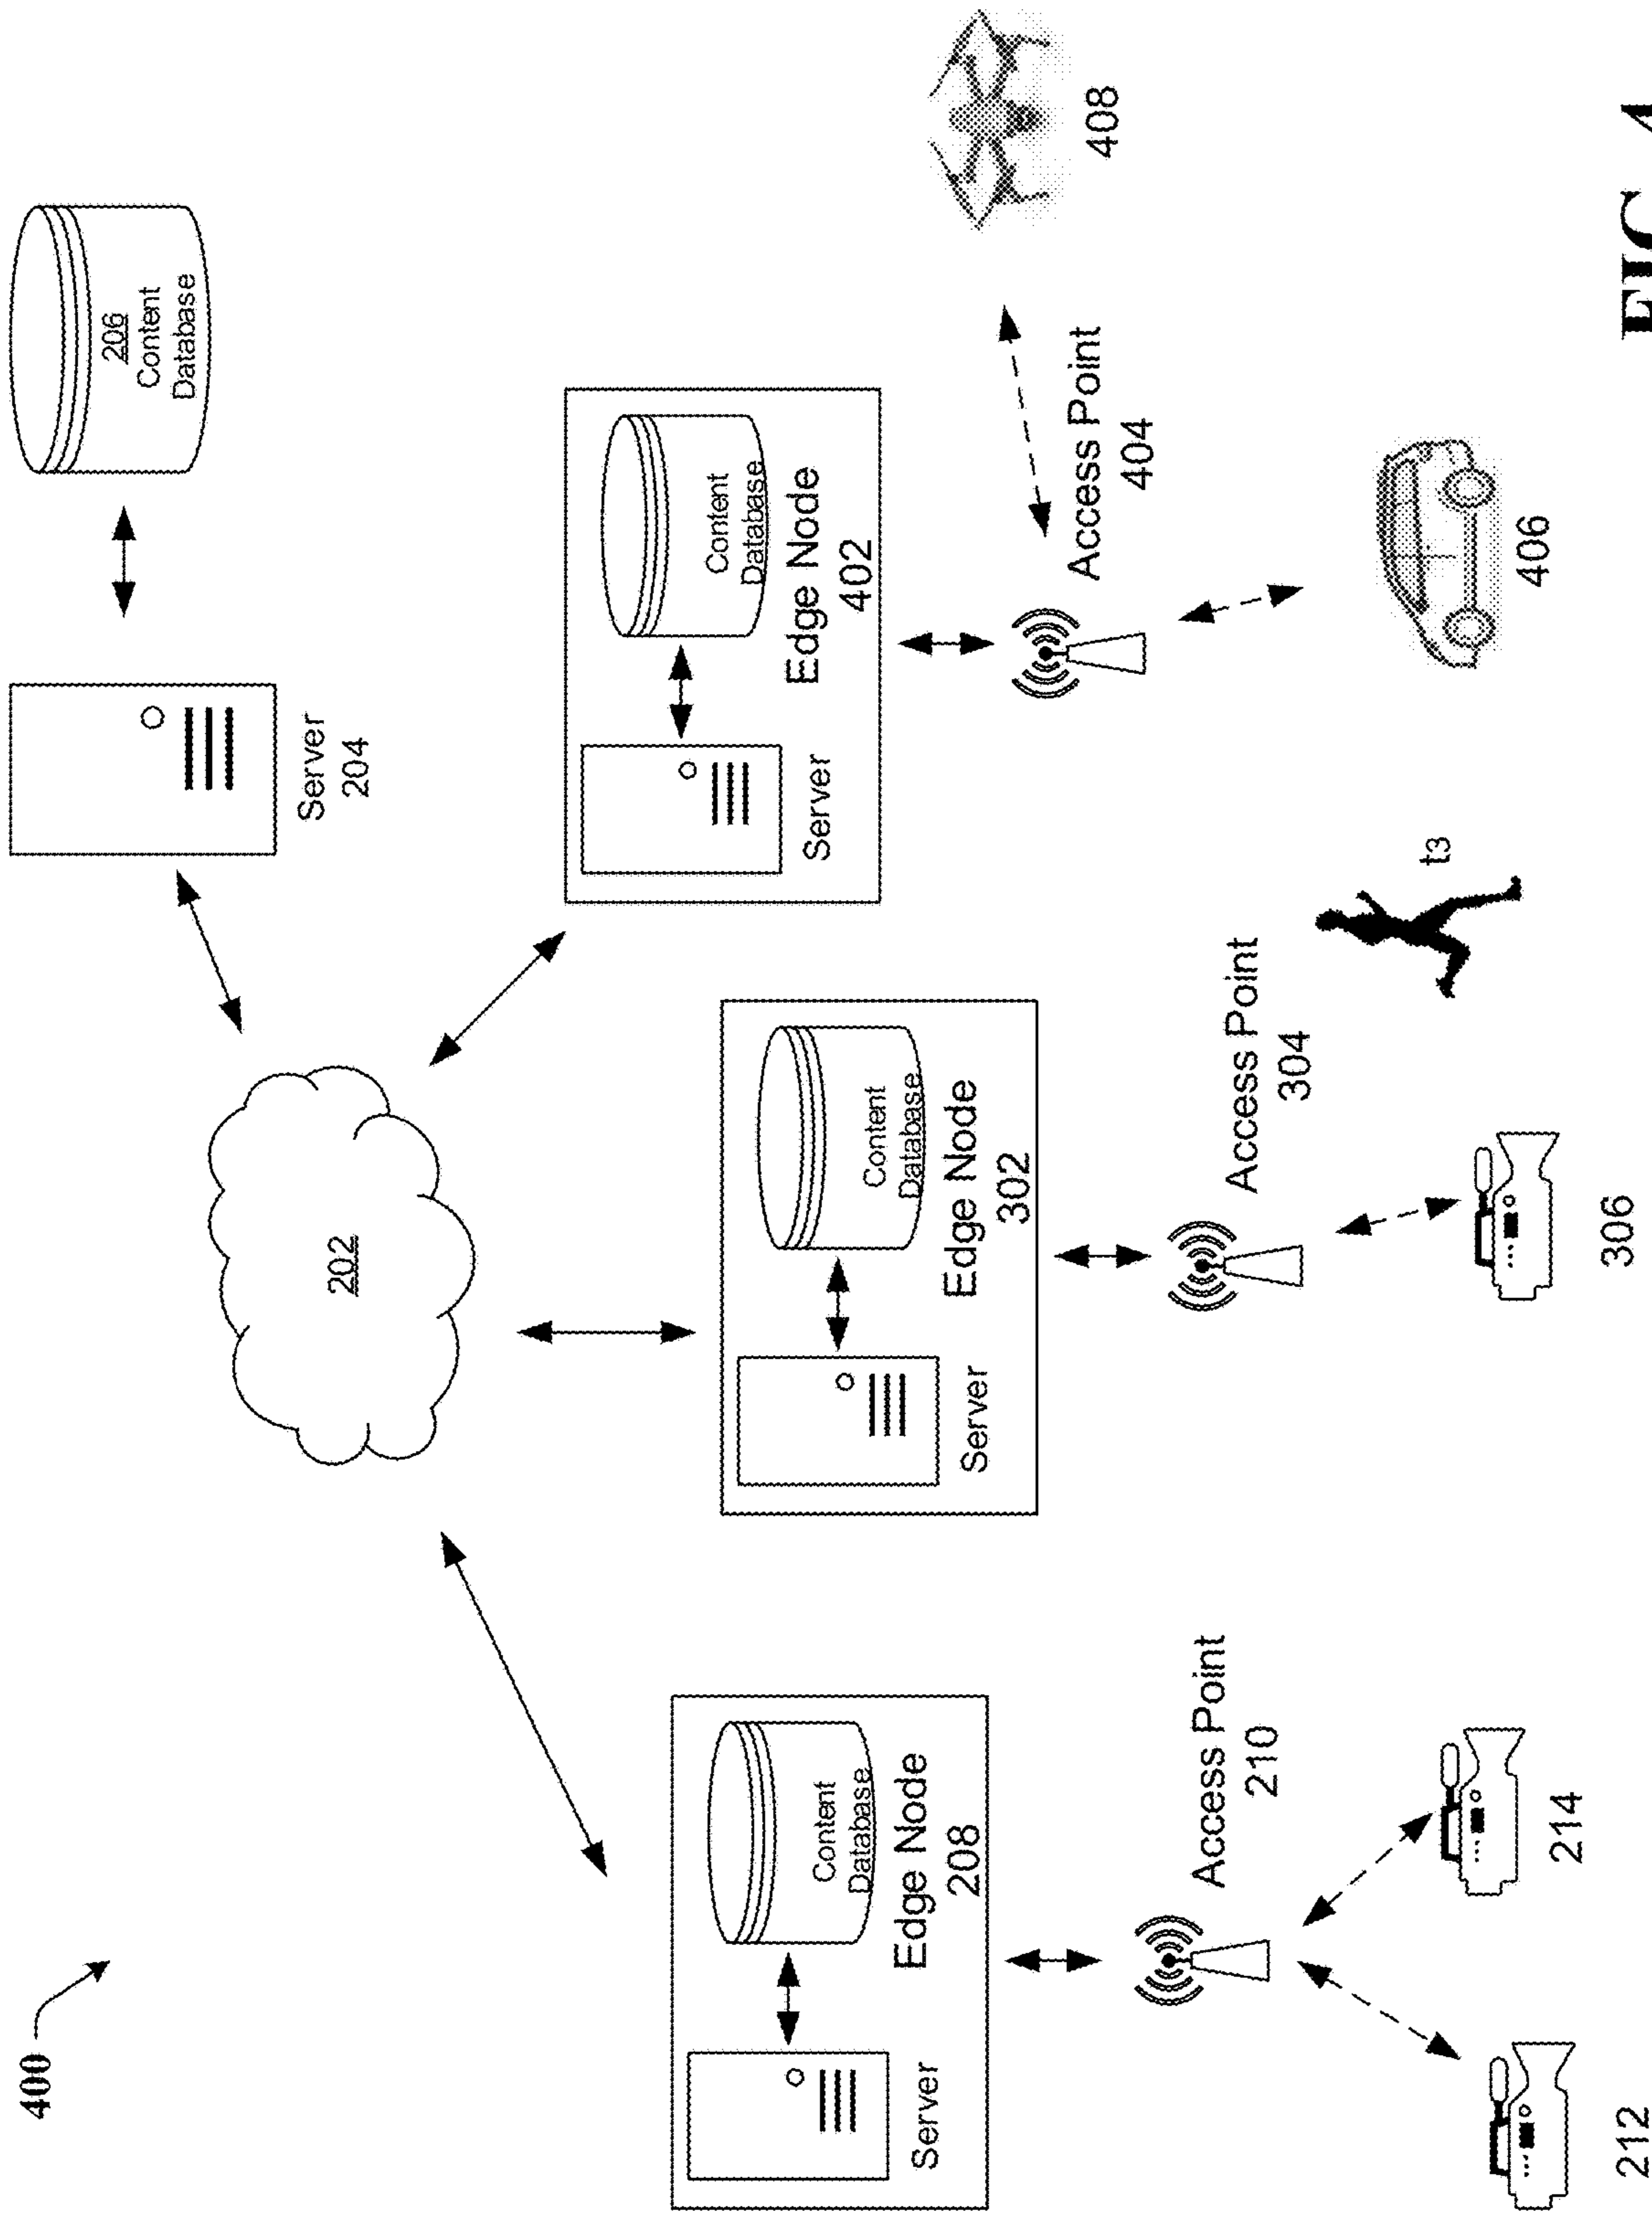 400
202
Server
204
206
Content
Database
Server
Content
Database
Edge Node
208
Server
Content
Database
Edge Node
302
Server
Content
Database
Edge Node
402
Access Point
210
Access Point
304
Access Point
404
212
214
306
t3
406
408
FIG. 4